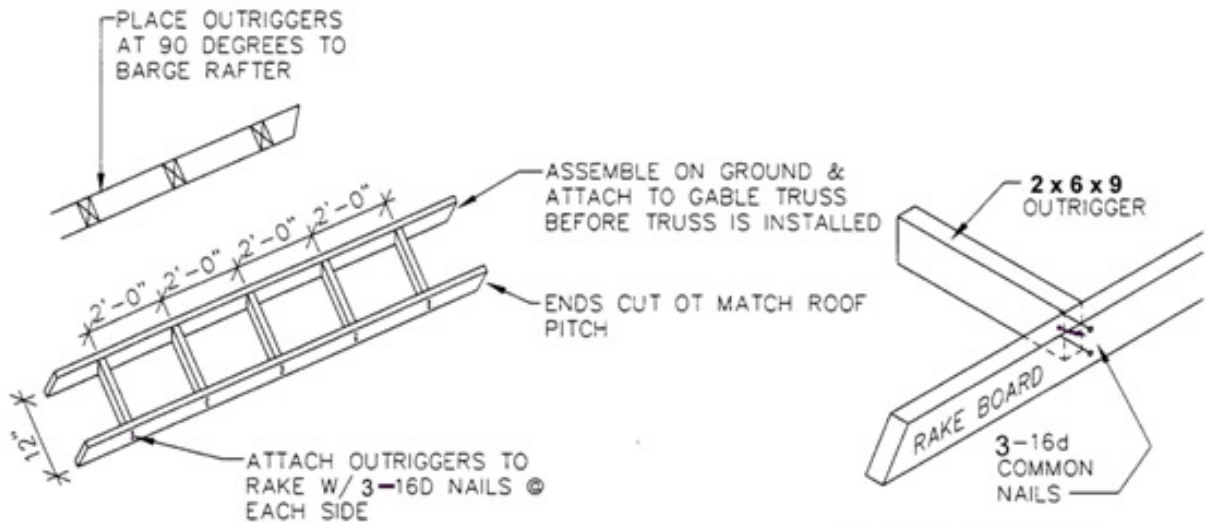 PLACE OUTRIGGERS
AT 90 DEGREES TO
BARGE RAFTER
2'-0"
2'-0"
2'-0"
2'-0"
12"
ASSEMBLE ON GROUND &
ATTACH TO GABLE TRUSS
BEFORE TRUSS IS INSTALLED
ENDS CUT OT MATCH ROOF
PITCH
ATTACH OUTRIGGERS TO
RAKE W/ 3-16D NAILS @
EACH SIDE
2 x 6 x 9
OUTRIGGER
RAKE BOARD
3-16d
COMMON
NAILS